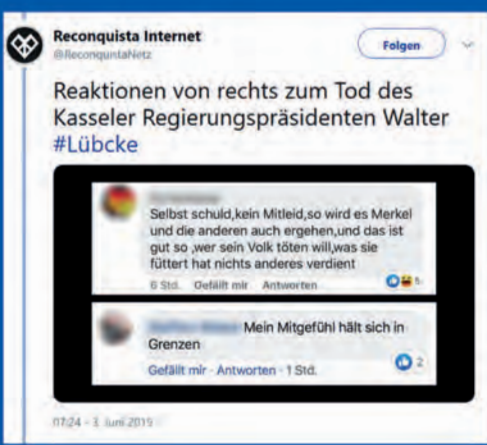 Reconquista Internet
@ReconquistaNetz
Folgen
Reaktionen von rechts zum Tod des
Kasseler Regierungspräsidenten Walter
#Lübcke
Selbst schuld,kein Mitleid,so wird es Merkel
und die anderen auch ergehen,und das ist
gut so ,wer sein Volk töten will,was sie
füttert hat nichts anderes verdient
6 Std. Gefällt mir Antworten 5
Mein Mitgefühl hält sich in
Grenzen
Gefällt mir · Antworten · 1 Std. 2
07:24 - 3. Juni 2019